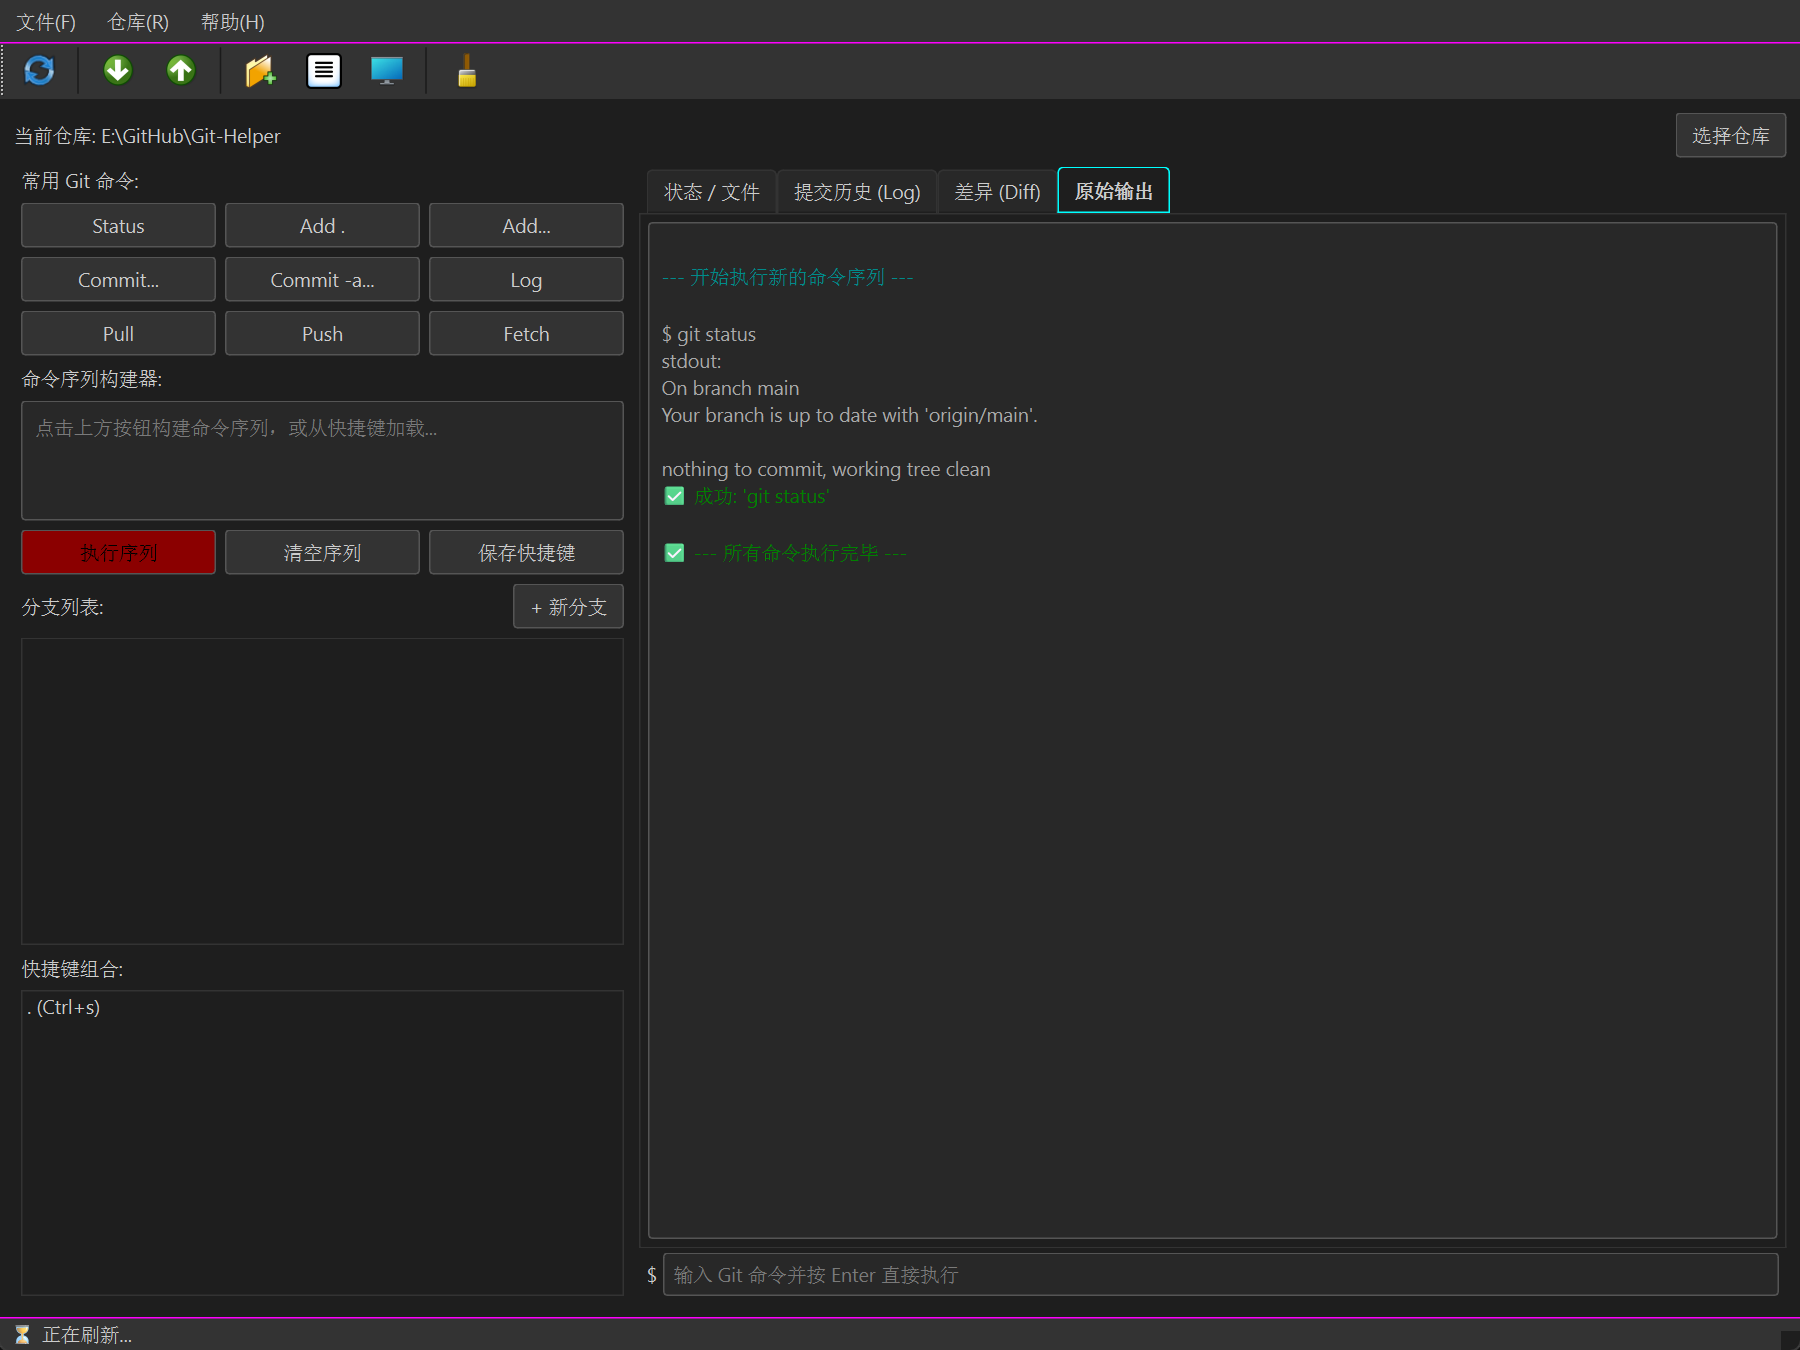 文件(F) 仓库(R) 帮助(H)
当前仓库: E:\GitHub\Git-Helper
选择仓库
常用 Git 命令:
Status Add . Add...
Commit... Commit -a... Log
Pull Push Fetch
命令序列构建器:
点击上方按钮构建命令序列，或从快捷键加载...
执行序列 清空序列 保存快捷键
分支列表:
+ 新分支
快捷键组合:
. (Ctrl+s)
状态 / 文件 提交历史 (Log) 差异 (Diff) 原始输出
--- 开始执行新的命令序列 ---
$ git status
stdout:
On branch main
Your branch is up to date with 'origin/main'.
nothing to commit, working tree clean
✅ 成功: 'git status'
✅ --- 所有命令执行完毕 ---
$ 输入 Git 命令并按 Enter 直接执行
⏳ 正在刷新...